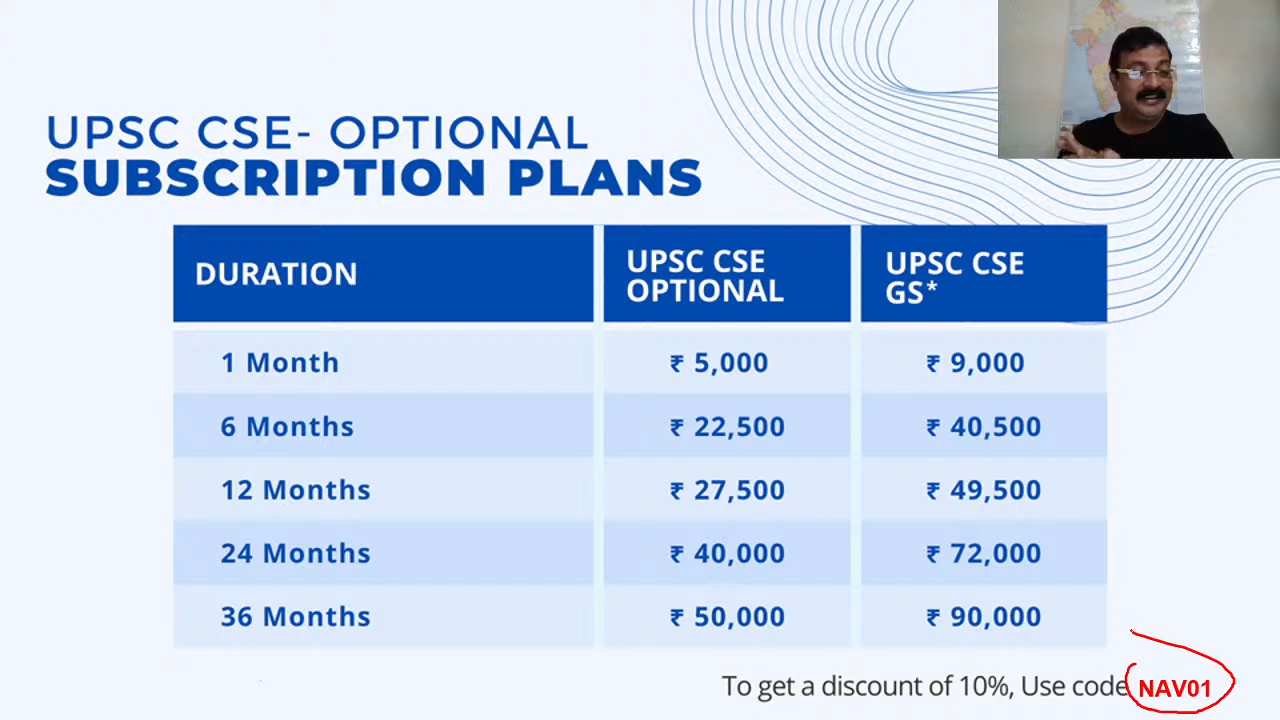 UPSC CSE- OPTIONAL
SUBSCRIPTION PLANS
DURATION UPSC CSE OPTIONAL UPSC CSE GS*
1 Month ₹ 5,000 ₹ 9,000
6 Months ₹ 22,500 ₹ 40,500
12 Months ₹ 27,500 ₹ 49,500
24 Months ₹ 40,000 ₹ 72,000
36 Months ₹ 50,000 ₹ 90,000
To get a discount of 10%, Use code NAV01